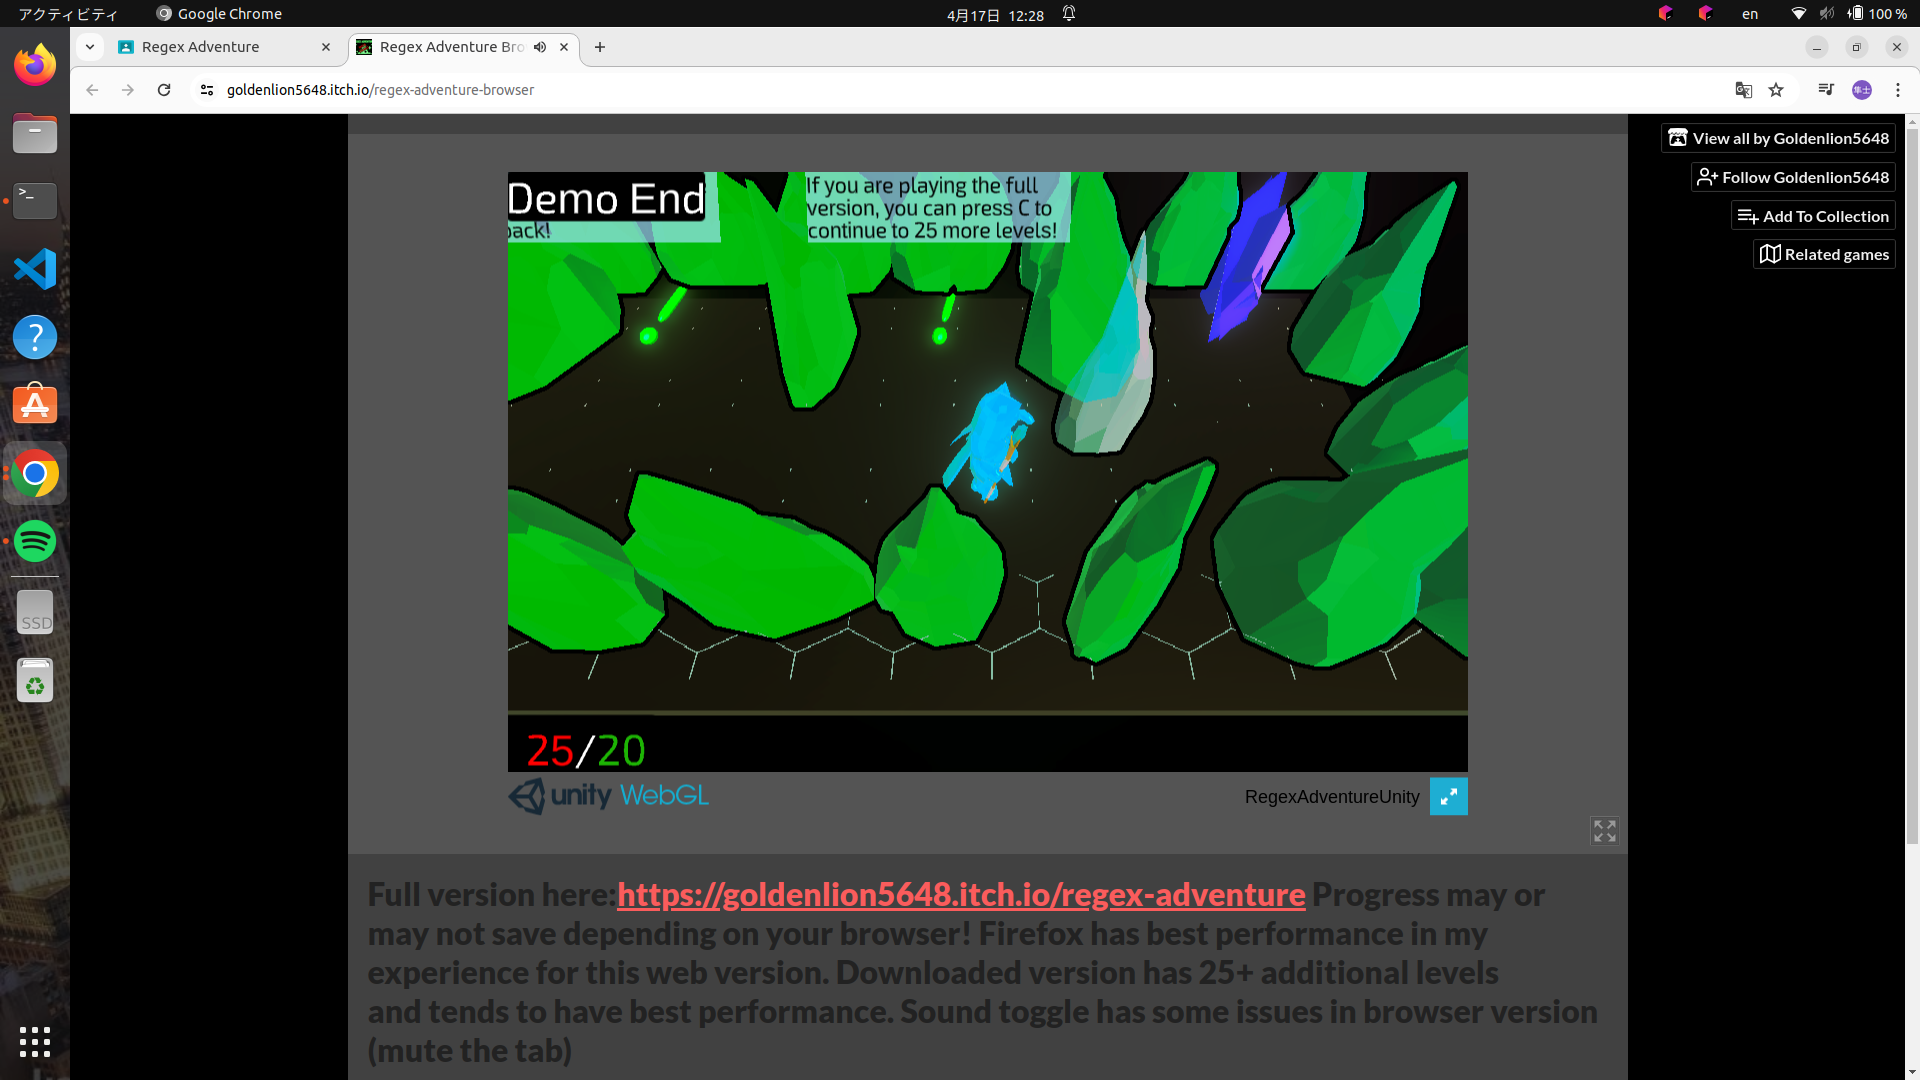 アクティビティ
Google Chrome
4月17日 12:28
en
100 %
Regex Adventure
Regex Adventure Bro
goldenlion5648.itch.io/regex-adventure-browser
隼士
View all by Goldenlion5648
Follow Goldenlion5648
Add To Collection
Related games
Demo End
back!
If you are playing the full
version, you can press C to
continue to 25 more levels!
25/20
unity WebGL
RegexAdventureUnity
SSD
Full version here:https://goldenlion5648.itch.io/regex-adventure Progress may or
may not save depending on your browser! Firefox has best performance in my
experience for this web version. Downloaded version has 25+ additional levels
and tends to have best performance. Sound toggle has some issues in browser version
(mute the tab)